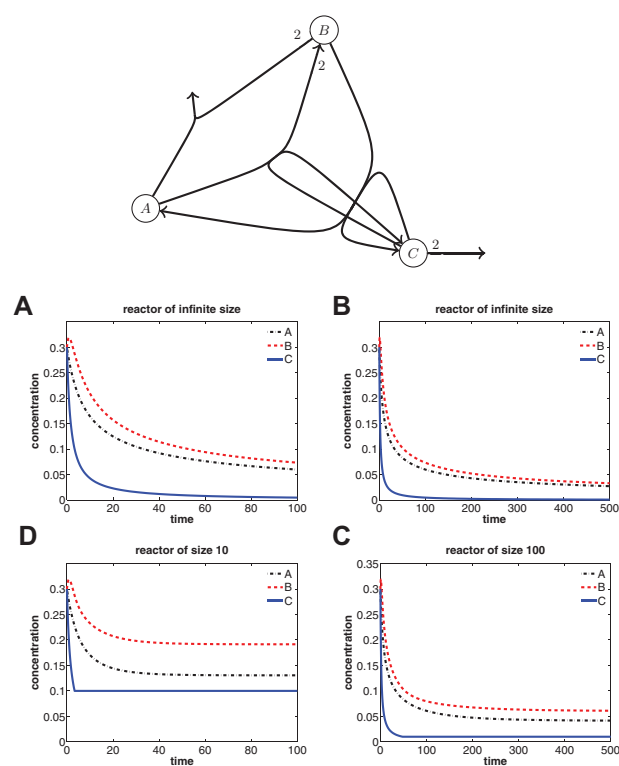 2 B
2
A
C 2
A B
reactor of infinite size reactor of infinite size
0.3 A 0.3 A
B B
0.25 C 0.25 C
0.2 0.2
concentration concentration
0.15 0.15
0.1 0.1
0.05 0.05
0 0
0 20 40 60 80 100 0 100 200 300 400 500
time time
D C
reactor of size 10 reactor of size 100
0.35
A A
0.3 B 0.3 B
C C
0.25 0.25
0.2 0.2
concentration concentration
0.15 0.15
0.1 0.1
0.05 0.05
0 0
0 20 40 60 80 100 0 100 200 300 400 500
time time